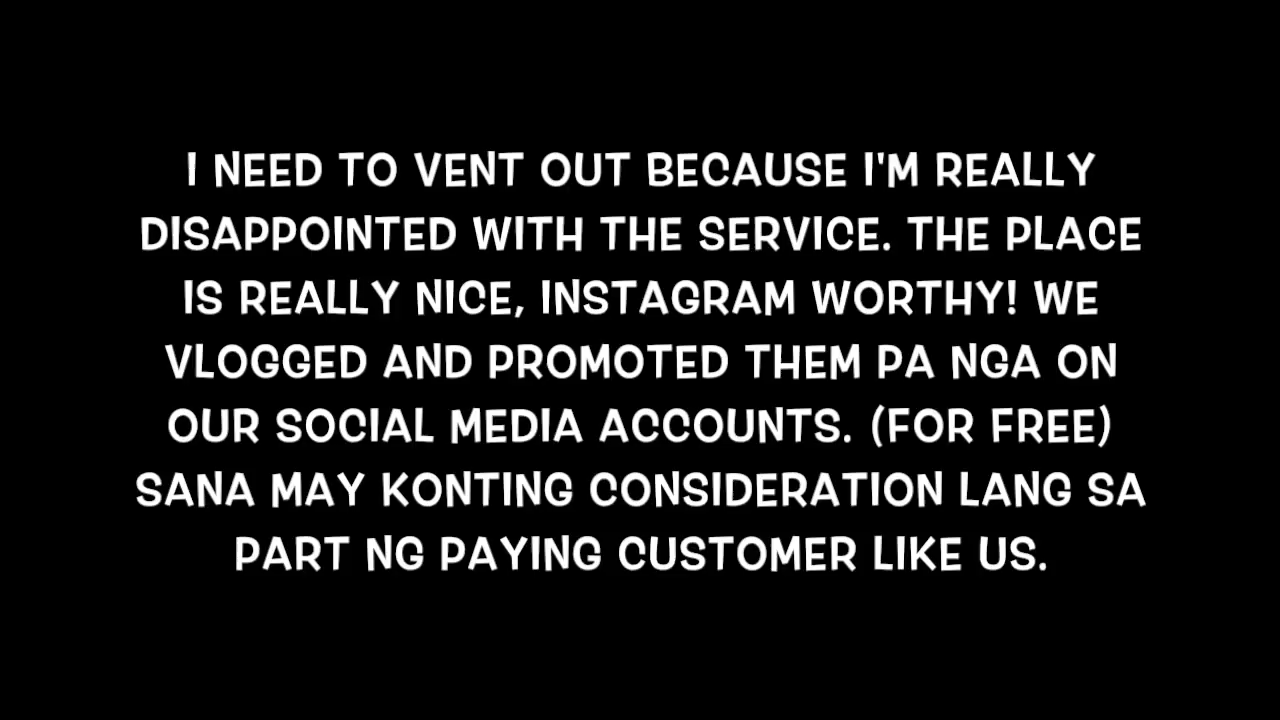 I NEED TO VENT OUT BECAUSE I'M REALLY
DISAPPOINTED WITH THE SERVICE. THE PLACE
IS REALLY NICE, INSTAGRAM WORTHY! WE
VLOGGED AND PROMOTED THEM PA NGA ON
OUR SOCIAL MEDIA ACCOUNTS. (FOR FREE)
SANA MAY KONTING CONSIDERATION LANG SA
PART NG PAYING CUSTOMER LIKE US.